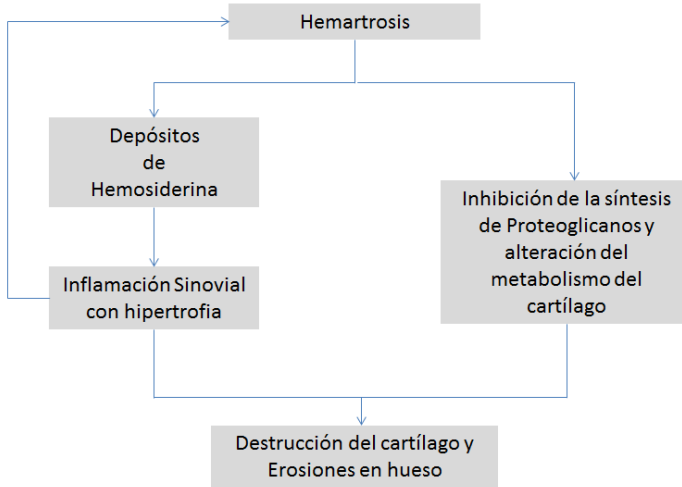 Hemartrosis
Depósitos
de
Hemosiderina
Inhibición de la síntesis
de Proteoglicanos y
alteración del
metabolismo del
cartílago
Inflamación Sinovial
con hipertrofia
Destrucción del cartílago y
Erosiones en hueso